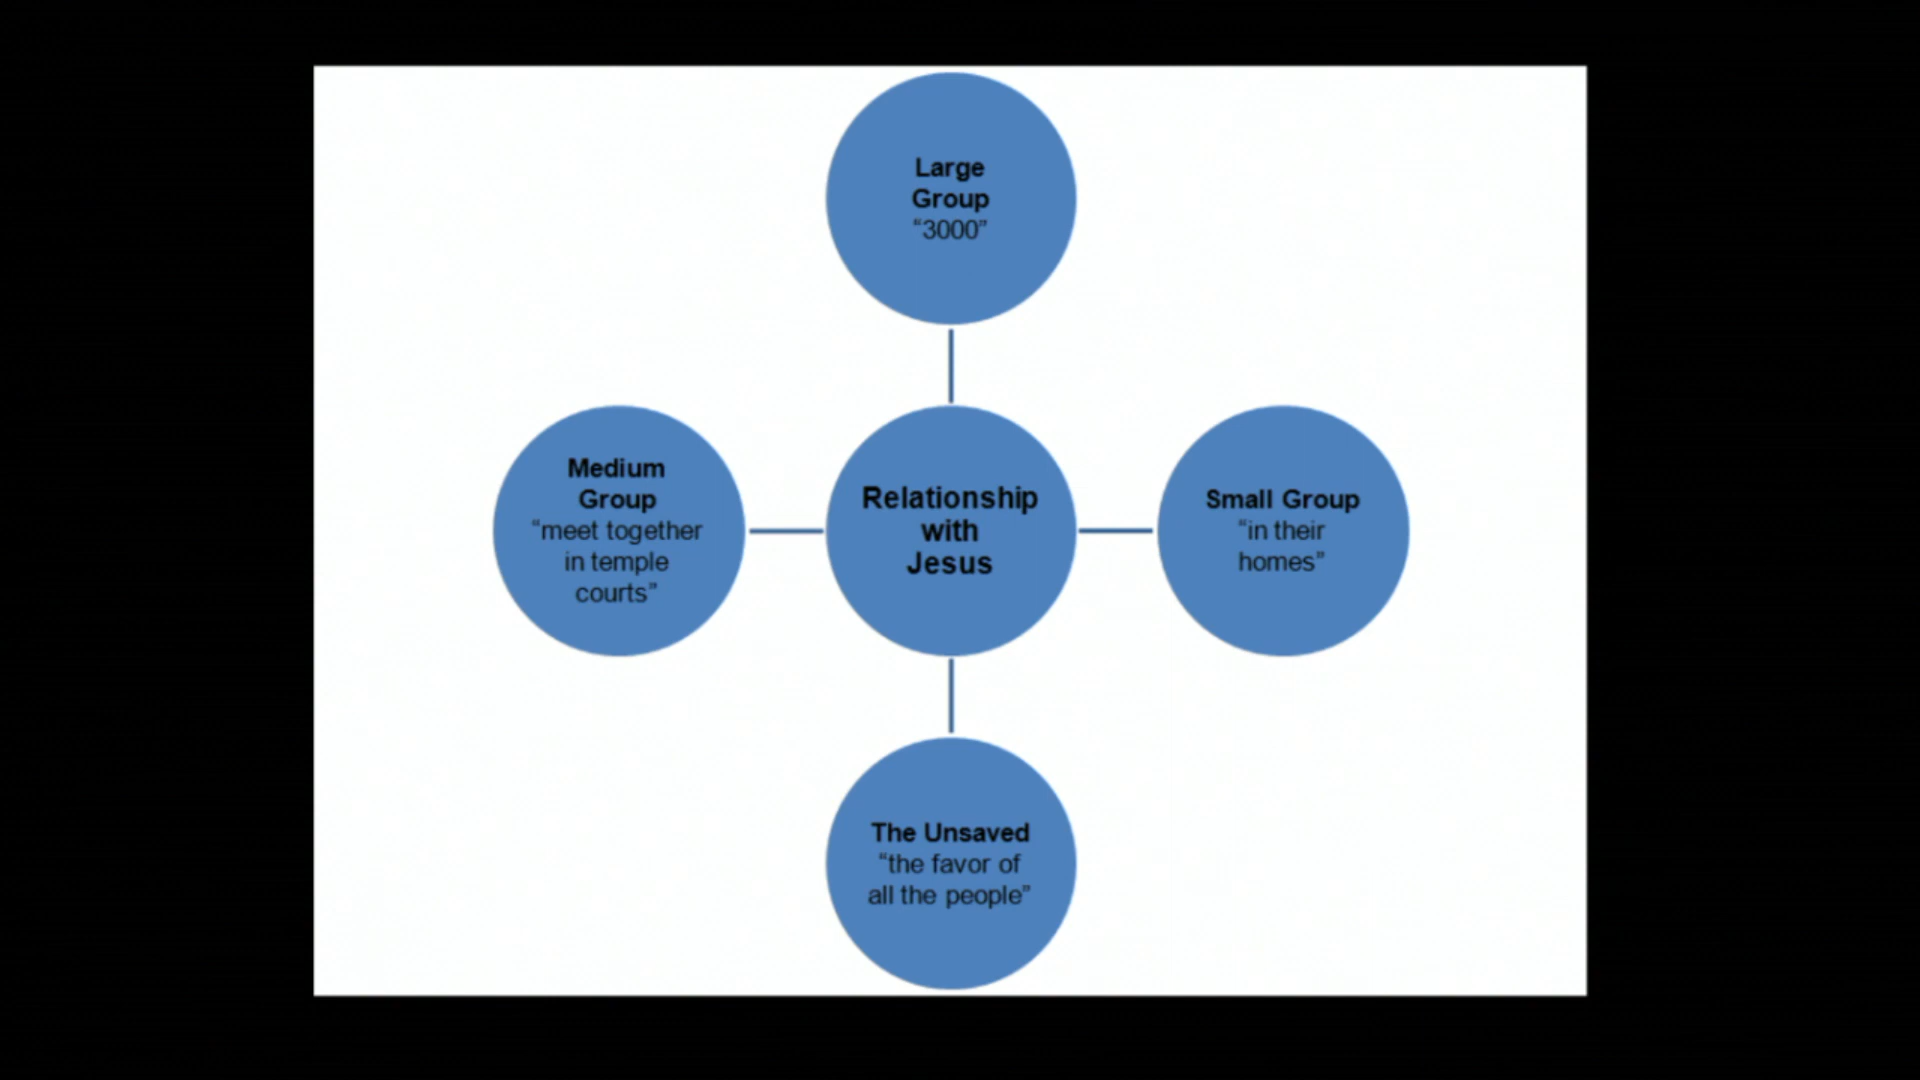 Large
Group
“3000”
Medium
Group
“meet together
in temple
courts”
Relationship
with
Jesus
Small Group
“in their
homes”
The Unsaved
“the favor of
all the people”